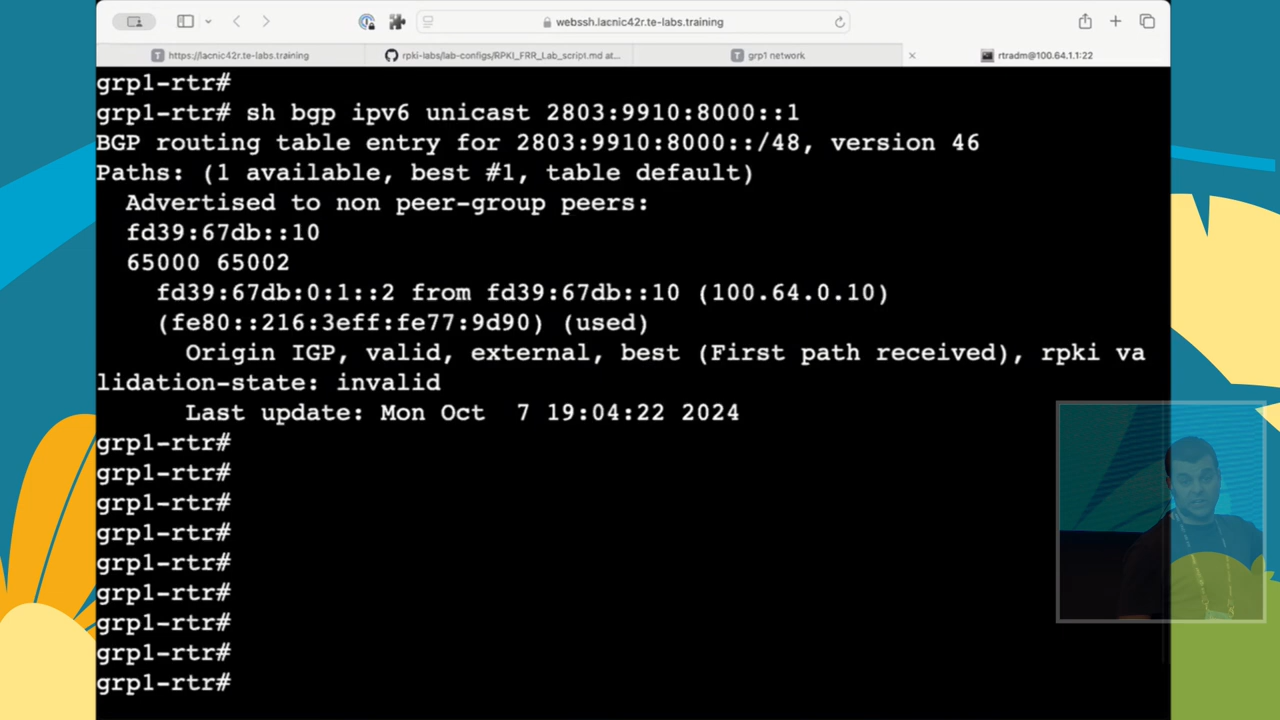 webssh.lacnic42r.te-labs.training
https://lacnic42r.te-labs.training
rpki-labs/lab-configs/RPKI_FRR_Lab_script.md at...
grp1 network
rtradm@100.64.1.1:22
grp1-rtr#
grp1-rtr# sh bgp ipv6 unicast 2803:9910:8000::1
BGP routing table entry for 2803:9910:8000::/48, version 46
Paths: (1 available, best #1, table default)
  Advertised to non peer-group peers:
  fd39:67db::10
  65000 65002
    fd39:67db:0:1::2 from fd39:67db::10 (100.64.0.10)
    (fe80::216:3eff:fe77:9d90) (used)
      Origin IGP, valid, external, best (First path received), rpki va
lidation-state: invalid
      Last update: Mon Oct  7 19:04:22 2024
grp1-rtr#
grp1-rtr#
grp1-rtr#
grp1-rtr#
grp1-rtr#
grp1-rtr#
grp1-rtr#
grp1-rtr#
grp1-rtr#